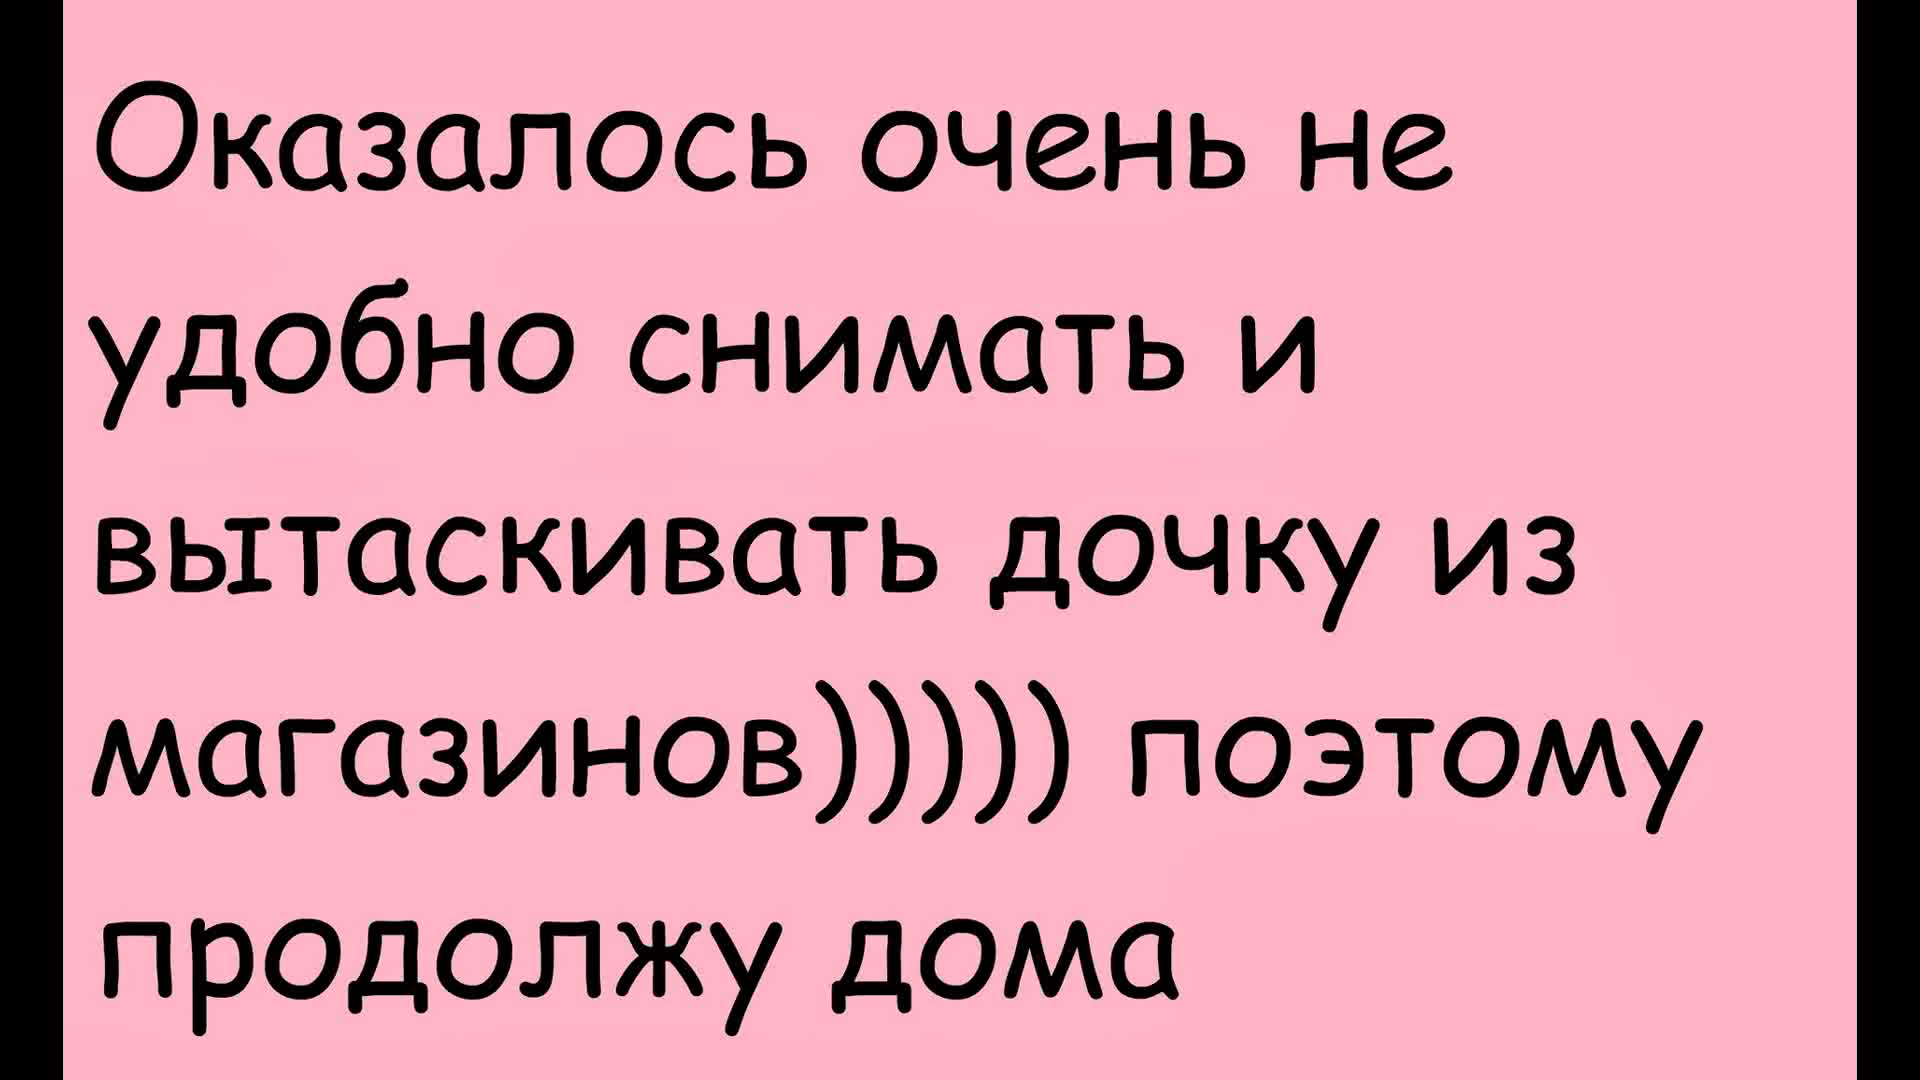 Оказалось очень не
удобно снимать и
вытаскивать дочку из
магазинов))))) поэтому
продолжу дома